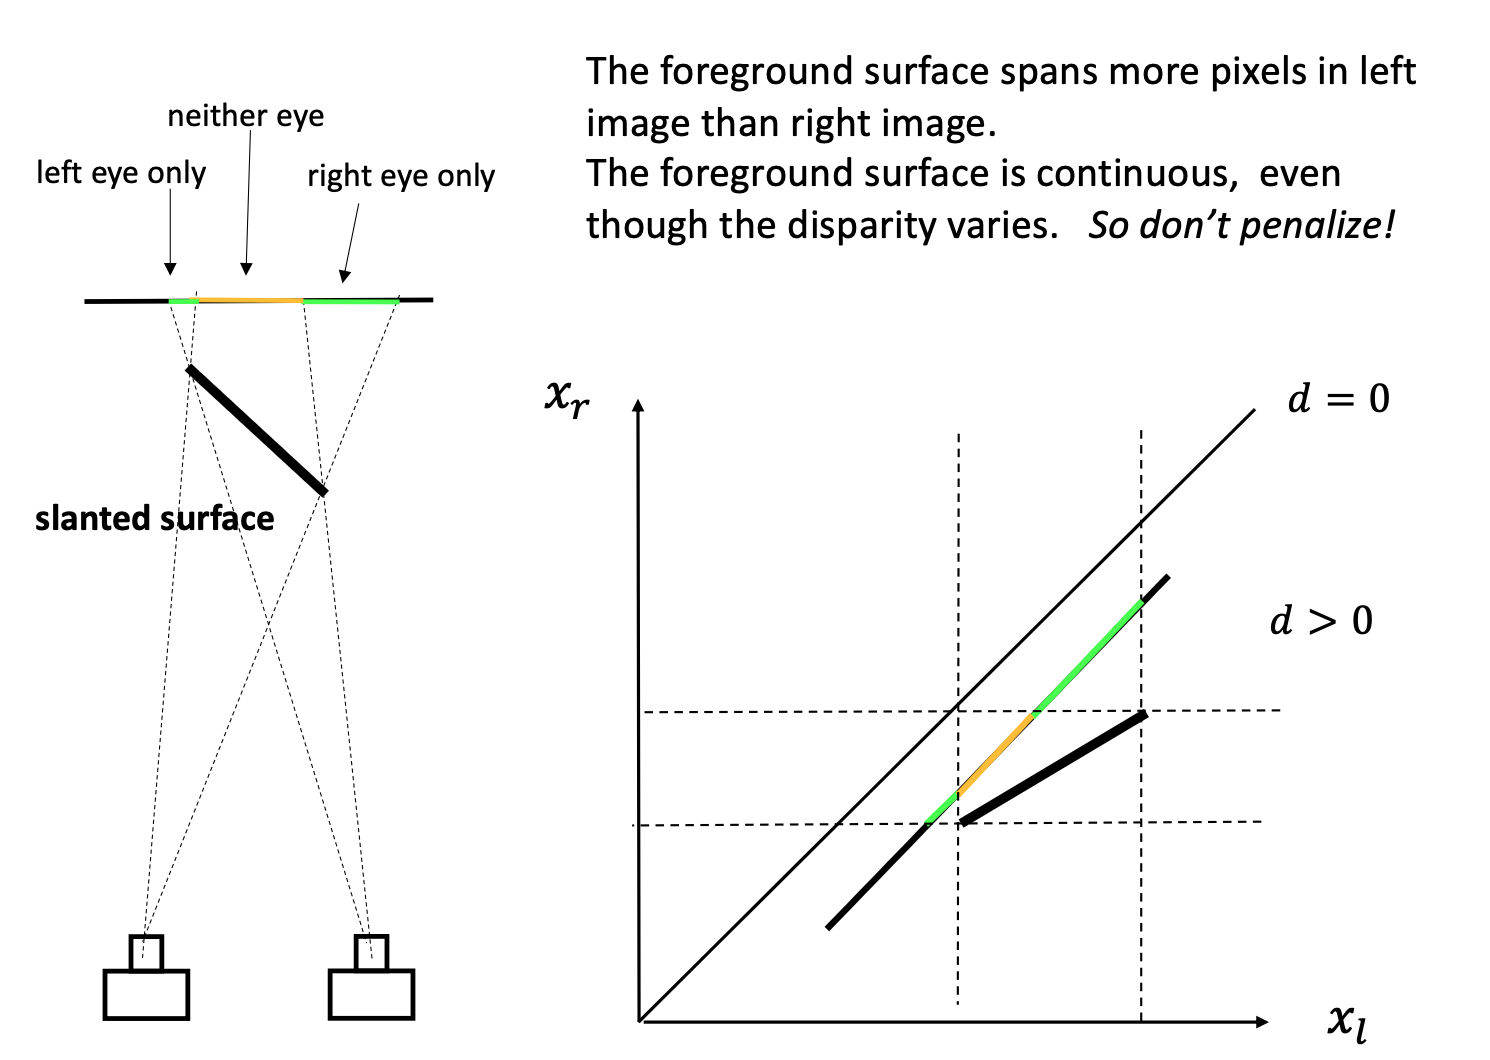 The foreground surface spans more pixels in left
image than right image.
The foreground surface is continuous, even
though the disparity varies. So don't penalize!
neither eye
left eye only
right eye only
slanted surface
x_r
d = 0
d > 0
x_l